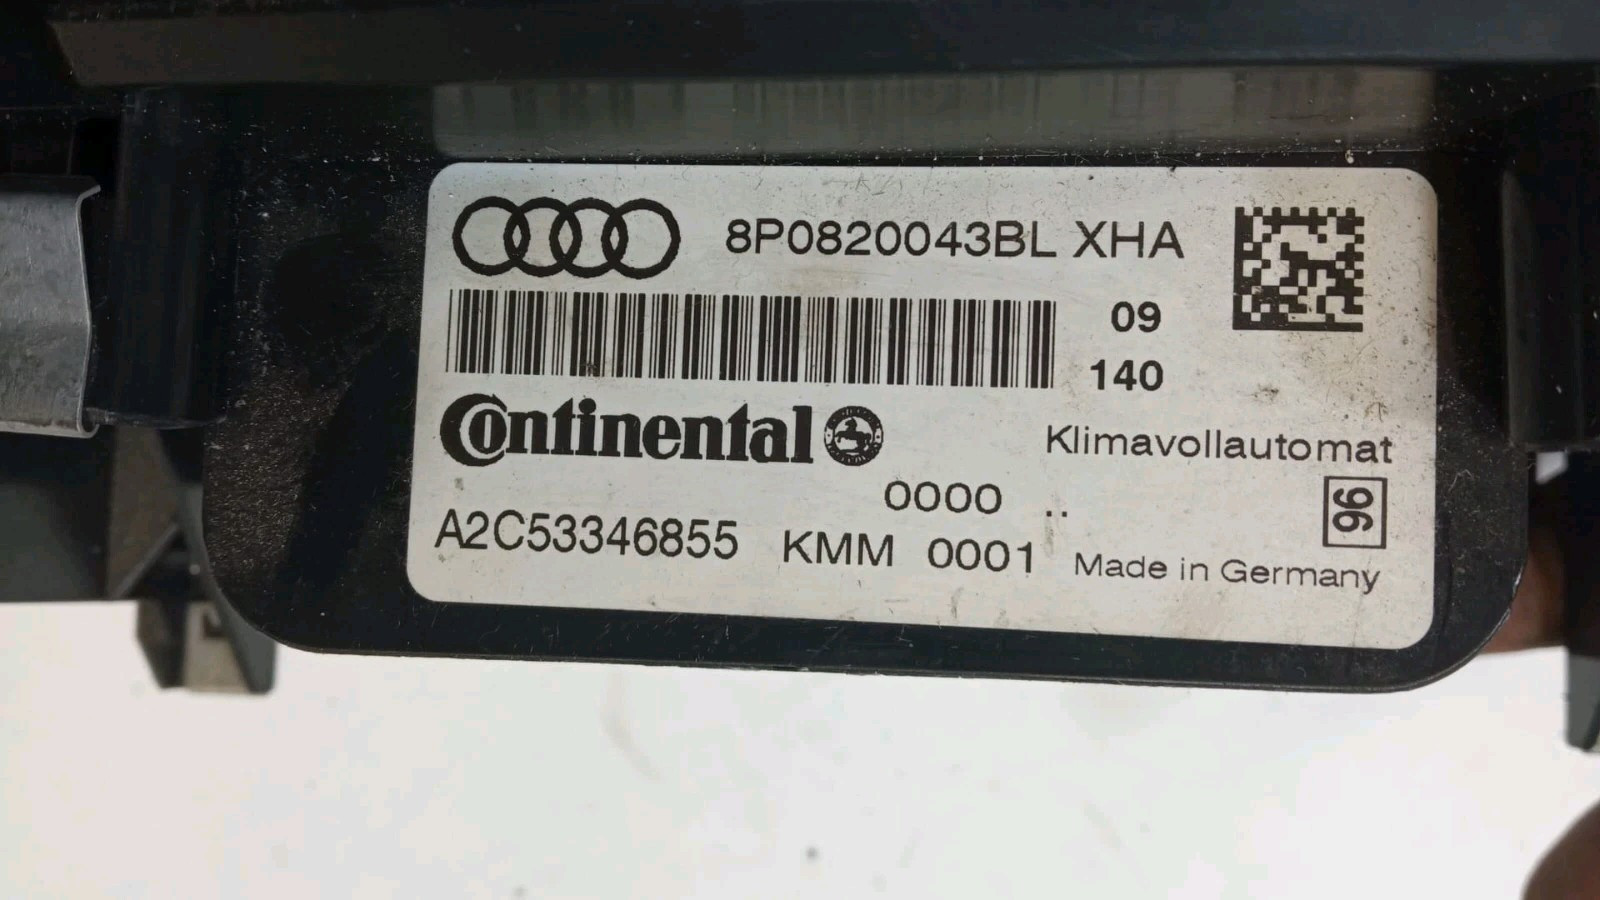 8P0820043BL XHA
09
140
Continental
Klimavollautomat
0000 ..
96
A2C53346855 KMM 0001 Made in Germany